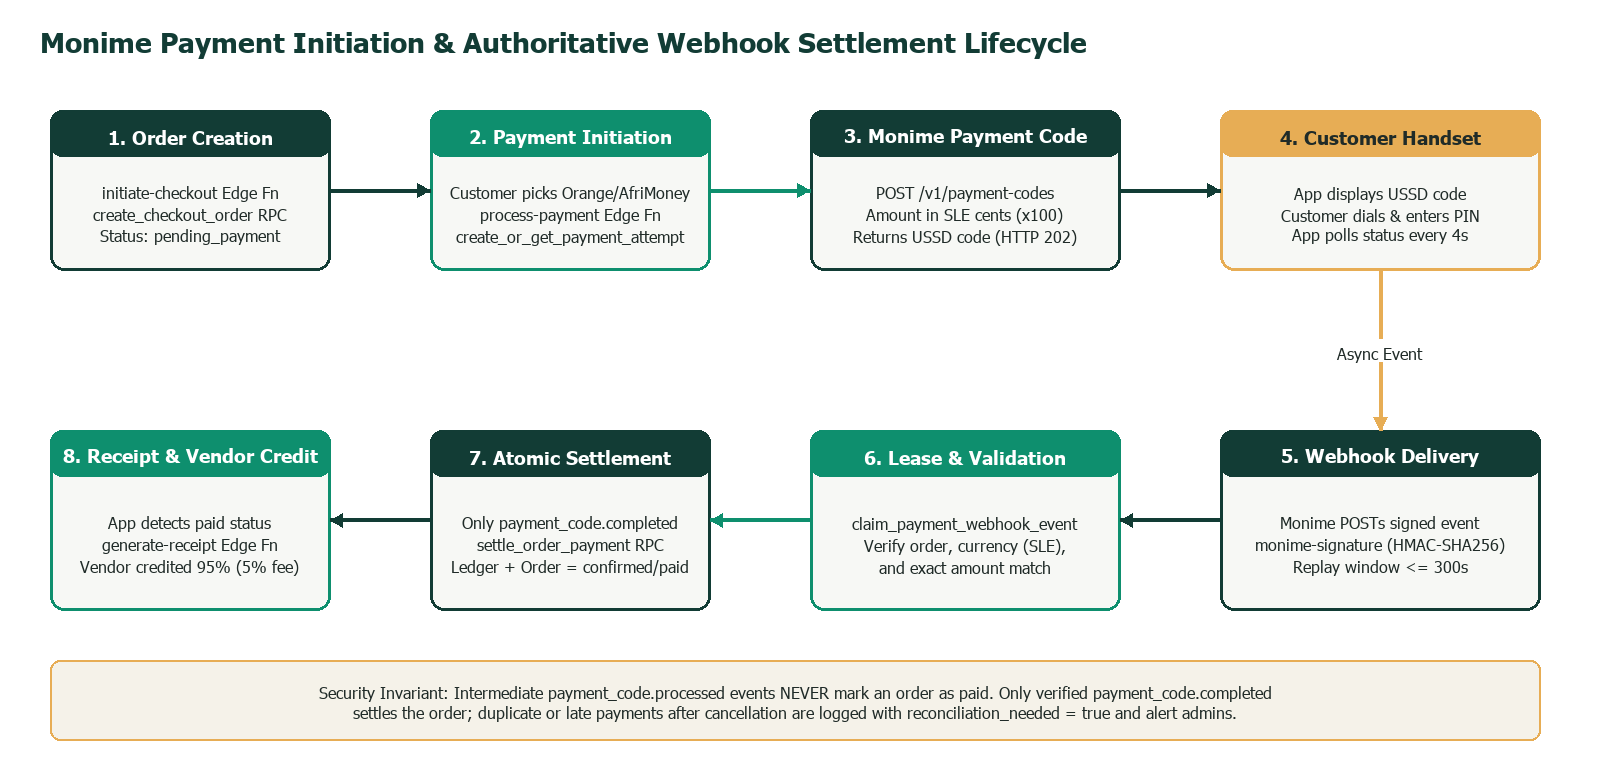 Monime Payment Initiation & Authoritative Webhook Settlement Lifecycle
1. Order Creation
initiate-checkout Edge Fn
create_checkout_order RPC
Status: pending_payment
2. Payment Initiation
Customer picks Orange/AfriMoney
process-payment Edge Fn
create_or_get_payment_attempt
3. Monime Payment Code
POST /v1/payment-codes
Amount in SLE cents (x100)
Returns USSD code (HTTP 202)
4. Customer Handset
App displays USSD code
Customer dials & enters PIN
App polls status every 4s
Async Event
5. Webhook Delivery
Monime POSTs signed event
monime-signature (HMAC-SHA256)
Replay window <= 300s
6. Lease & Validation
claim_payment_webhook_event
Verify order, currency (SLE),
and exact amount match
7. Atomic Settlement
Only payment_code.completed
settle_order_payment RPC
Ledger + Order = confirmed/paid
8. Receipt & Vendor Credit
App detects paid status
generate-receipt Edge Fn
Vendor credited 95% (5% fee)
Security Invariant: Intermediate payment_code.processed events NEVER mark an order as paid. Only verified payment_code.completed
settles the order; duplicate or late payments after cancellation are logged with reconciliation_needed = true and alert admins.